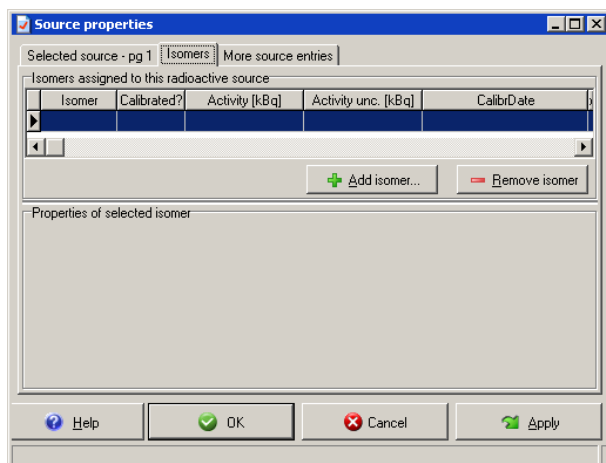 Source properties
Selected source - pg 1 Isomers More source entries
Isomers assigned to this radioactive source
Isomer Calibrated? Activity [kBq] Activity unc. [kBq] CalibrDate
Add isomer... Remove isomer
Properties of selected isomer
Help OK Cancel Apply